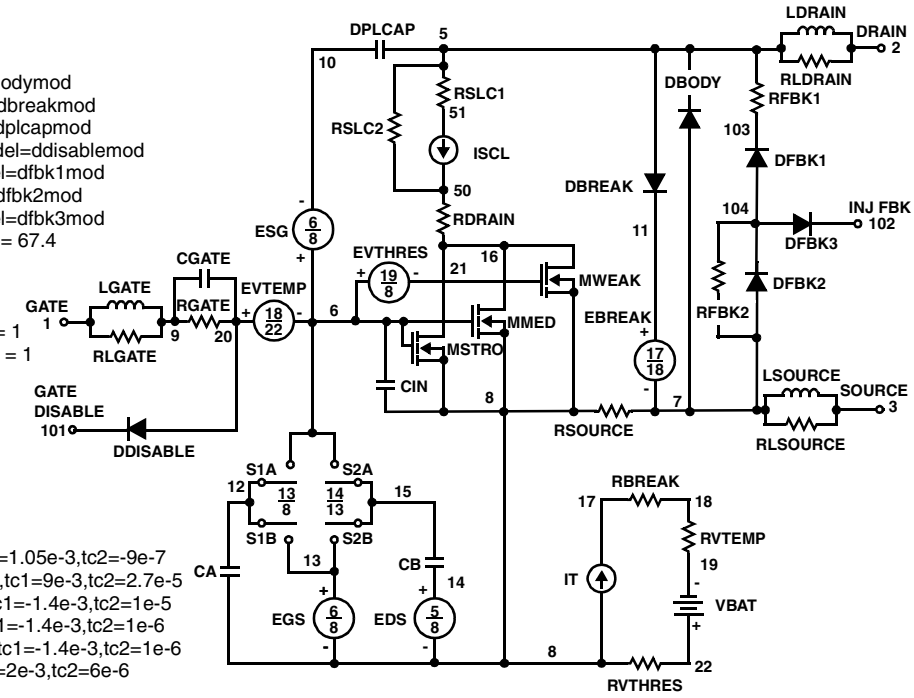 LDRAIN
DPLCAP
5
DRAIN
2
10
RLDRAIN
DBODY
odymod
RSLC1
RFBK1
dbreakmod
51
dplcapmod
RSLC2
103
del=ddisablemod
ISCL
DFBK1
el=dfbk1mod
dfbk2mod
50
DBREAK
-
104
INJ FBK
102
el=dfbk3mod
RDRAIN
6
8
ESG
11
DFBK3
= 67.4
EVTHRES
16
+
CGATE
+
19
8
-
21
MWEAK
DFBK2
LGATE
EVTEMP
GATE
1
RGATE
+
18
22
-
6
EBREAK
RFBK2
MMED
+
= 1
9
20
MSTRO
17
18
= 1
RLGATE
LSOURCE
CIN
-
SOURCE
3
GATE
DISABLE
101
8
7
RSOURCE
RLSOURCE
DDISABLE
S1A
S2A
RBREAK
12
13
8
14
13
15
17
18
S1B
S2B
RVTEMP
=1.05e-3,tc2=-9e-7
13
CB
19
,tc1=9e-3,tc2=2.7e-5
CA
IT
-
c1=-1.4e-3,tc2=1e-5
+
+
14
VBAT
1=-1.4e-3,tc2=1e-6
EGS
6
8
EDS
5
8
+
tc1=-1.4e-3,tc2=1e-6
-
-
8
=2e-3,tc2=6e-6
22
RVTHRES